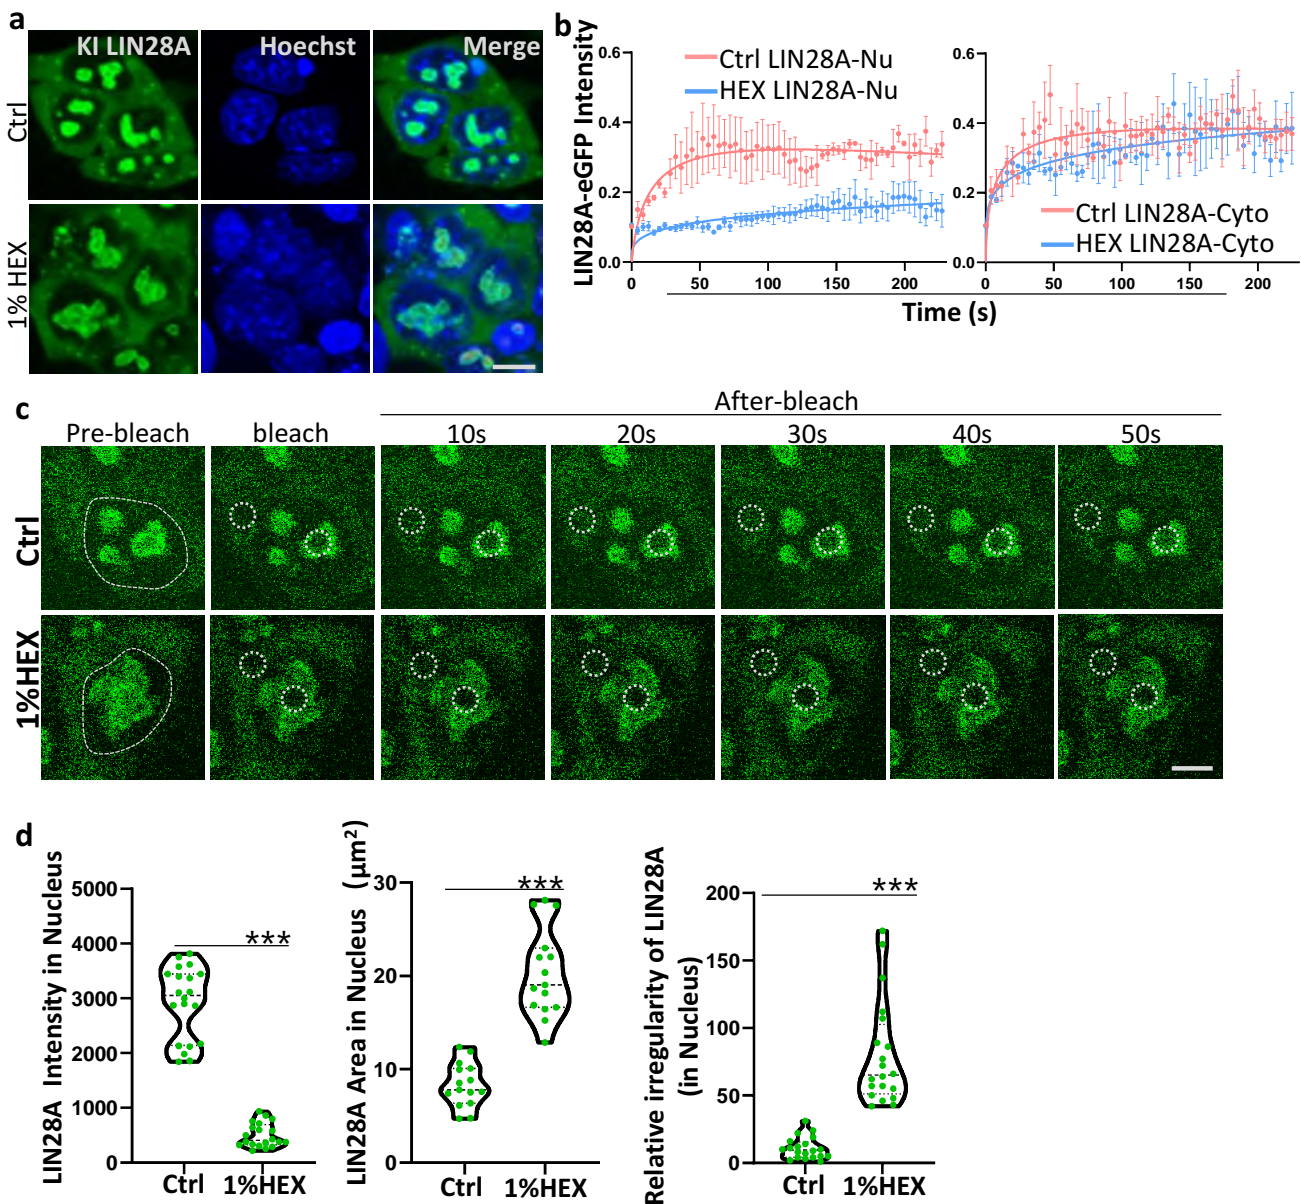 a
KI LIN28A
Hoechst
Merge
Ctrl
1% HEX
b
LIN28A-eGFP Intensity
0.6
0.4
0.2
0.0
Ctrl LIN28A-Nu
HEX LIN28A-Nu
0
50
100
150
200
0.6
0.4
0.2
0.0
Ctrl LIN28A-Cyto
HEX LIN28A-Cyto
0
50
100
150
200
Time (s)
c
After-bleach
Pre-bleach
bleach
10s
20s
30s
40s
50s
Ctrl
1%HEX
d
LIN28A Intensity in Nucleus
5000
4000
3000
2000
1000
0
***
Ctrl
1%HEX
LIN28A Area in Nucleus (μm²)
30
20
10
0
***
Ctrl
1%HEX
Relative irregularity of LIN28A
(in Nucleus)
200
150
100
50
0
***
Ctrl
1%HEX